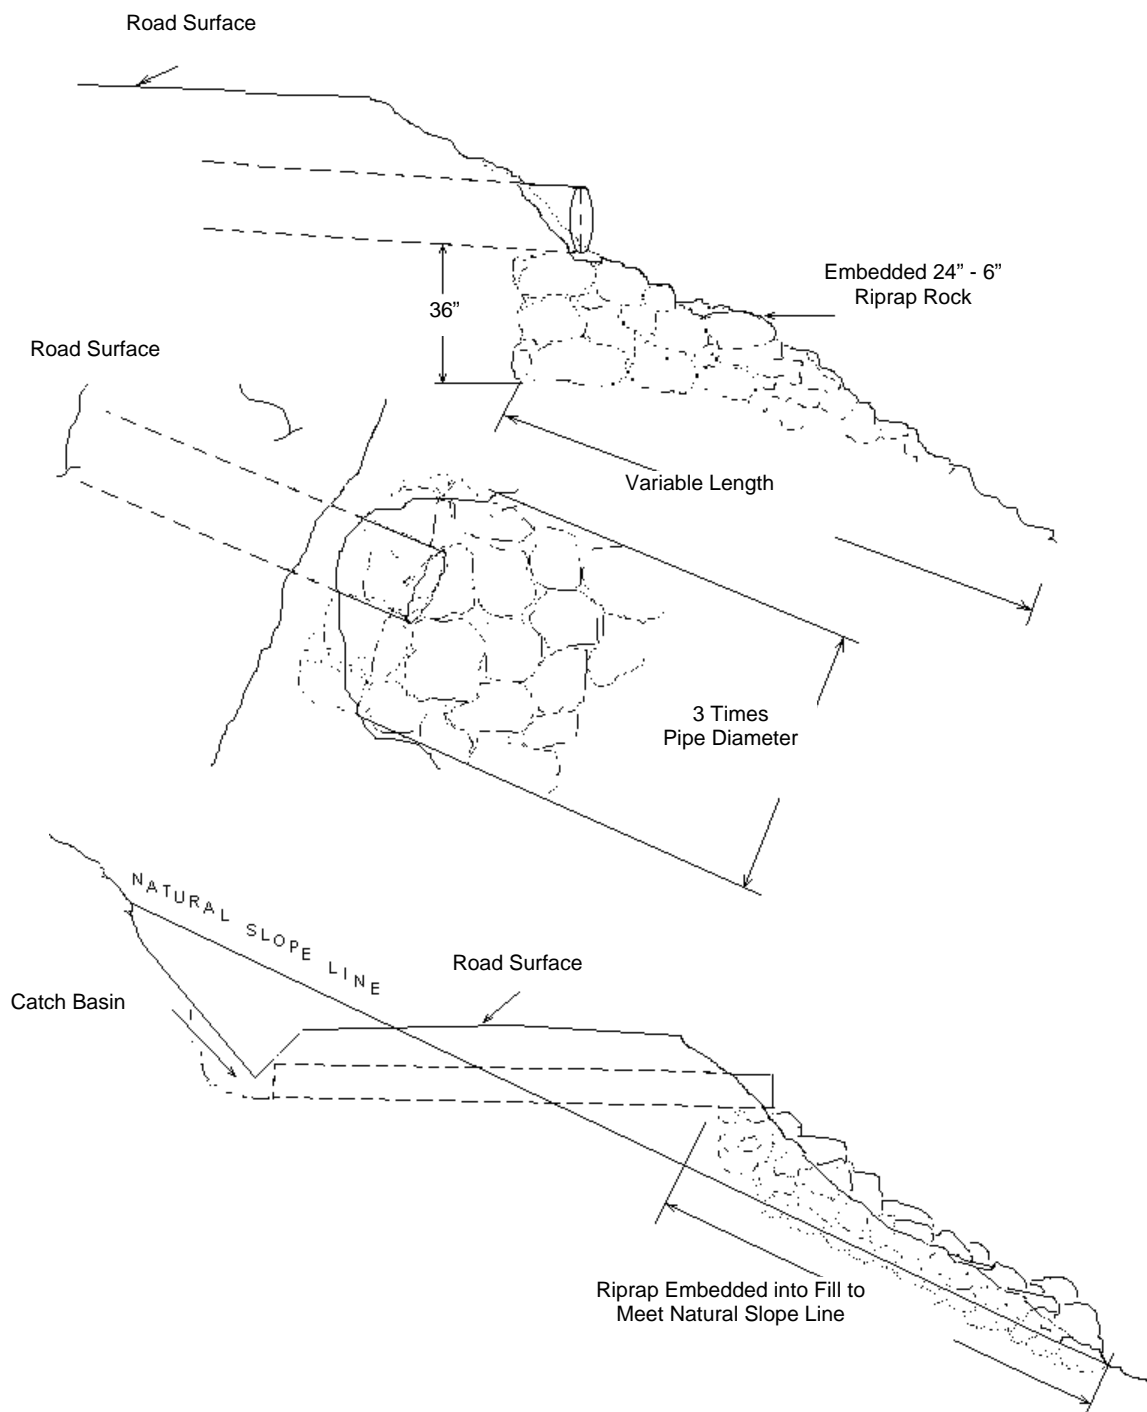 Road Surface
Embedded 24” - 6”
Riprap Rock
36”
Road Surface
Variable Length
3 Times
Pipe Diameter
NATURAL SLOPE LINE
Road Surface
Catch Basin
Riprap Embedded into Fill to
Meet Natural Slope Line